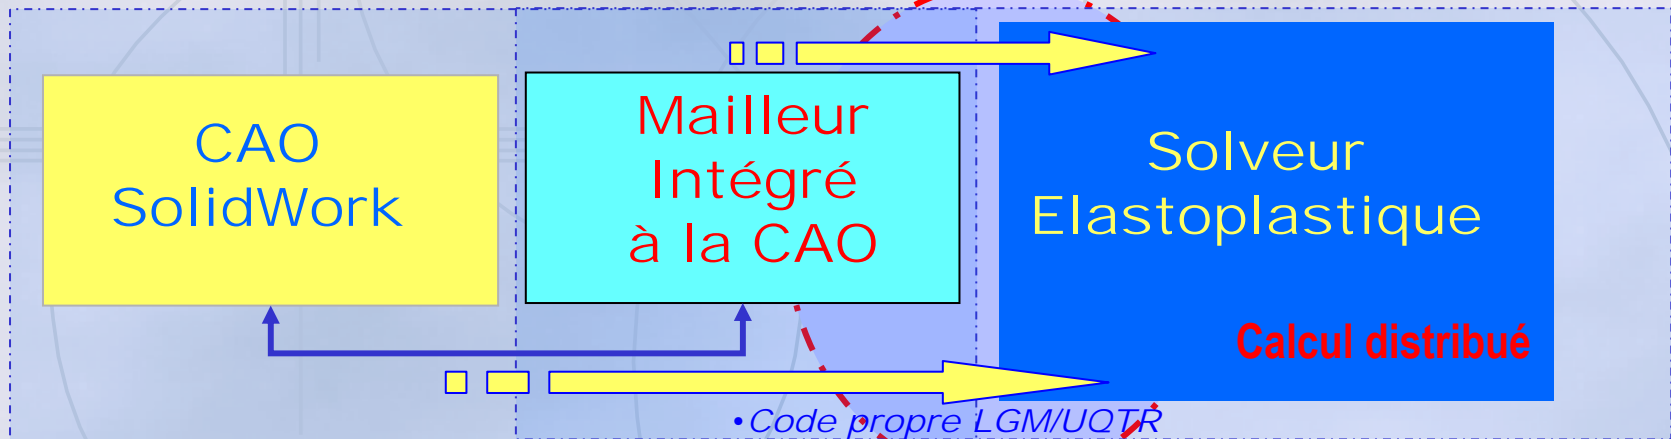 CAO
SolidWork
Mailleur
Intégré
à la CAO
Solveur
Elastoplastique
Calcul distribué
•Code propre LGM/UQTR